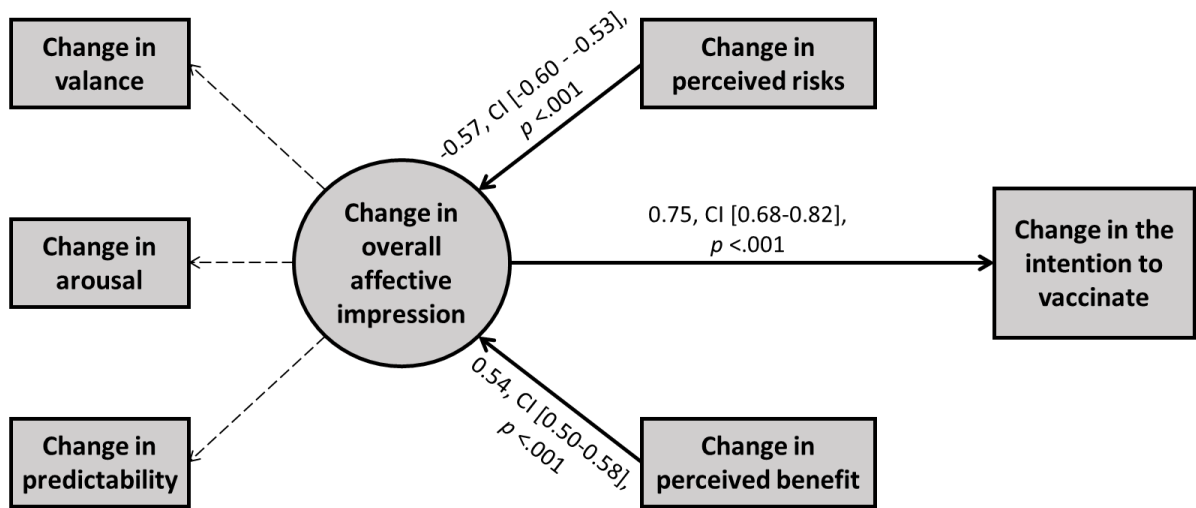 Change in
valance
Change in
arousal
Change in
predictability
Change in
overall
affective
impression
-0.57, CI [-0.60 - -0.53],
p <.001
Change in
perceived risks
0.75, CI [0.68-0.82],
p <.001
Change in the
intention to
vaccinate
0.54, CI [0.50-0.58],
p <.001
Change in
perceived benefit